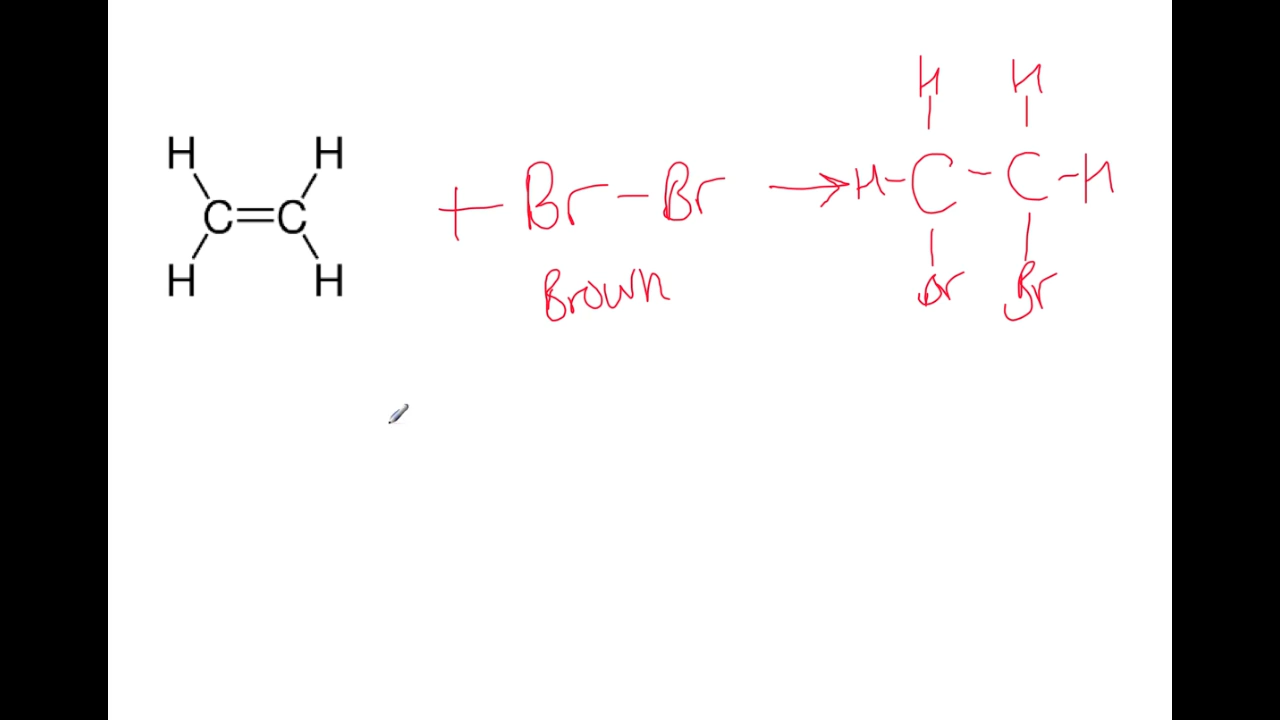 H H
H H
C=C + Br-Br → H-C-C-H
H H
Brown
Br Br